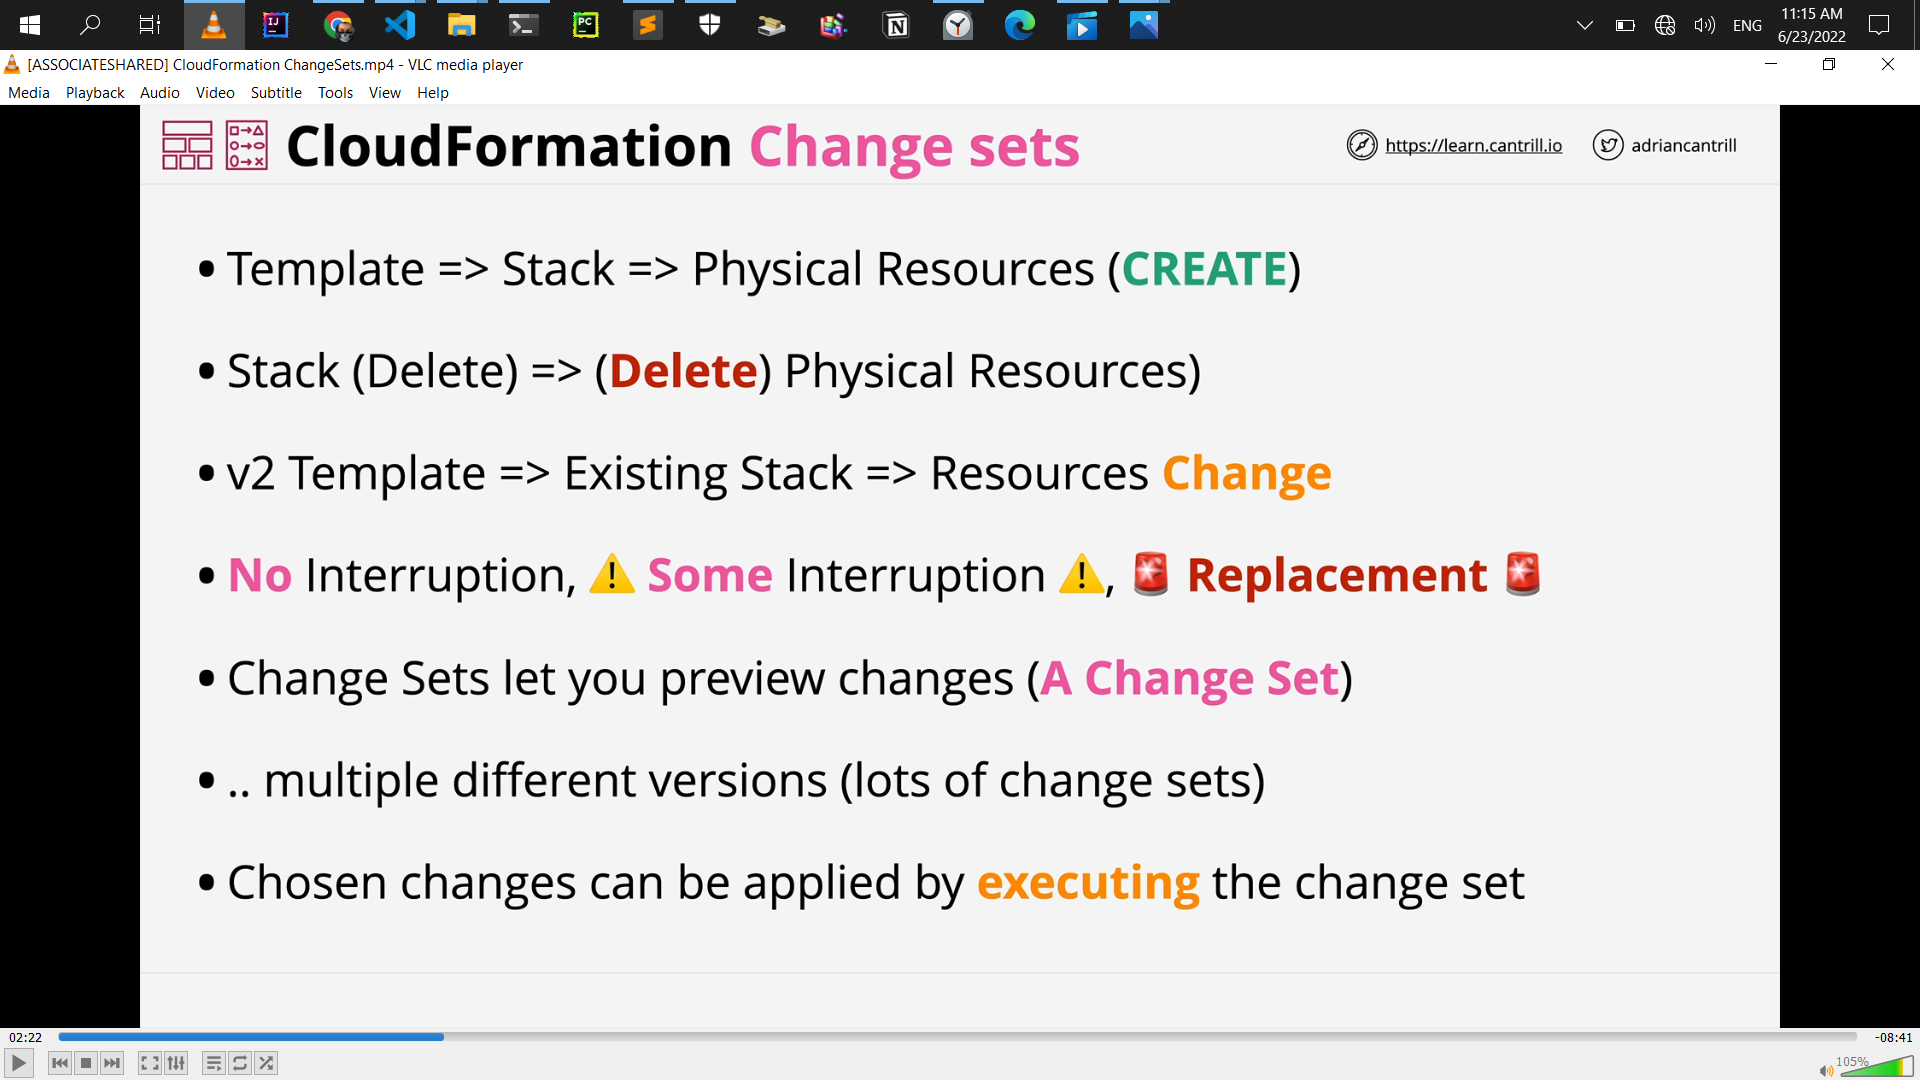 11:15 AM
ENG
6/23/2022
[ASSOCIATESHARED] CloudFormation ChangeSets.mp4 - VLC media player
Media Playback Audio Video Subtitle Tools View Help
CloudFormation Change sets
https://learn.cantrill.io
adriancantrill
• Template => Stack => Physical Resources (CREATE)
• Stack (Delete) => (Delete) Physical Resources)
• v2 Template => Existing Stack => Resources Change
• No Interruption, ⚠️ Some Interruption ⚠️, 🚨 Replacement 🚨
• Change Sets let you preview changes (A Change Set)
• .. multiple different versions (lots of change sets)
• Chosen changes can be applied by executing the change set
02:22
-08:41
105%